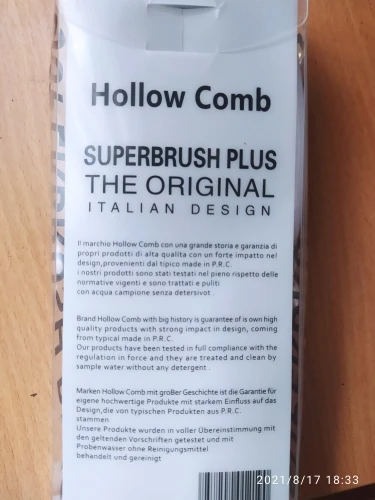 Hollow Comb
SUPERBRUSH PLUS
THE ORIGINAL
ITALIAN DESIGN
Il marchio Hollow Comb con una grande storia e garanzia di
propri prodotti di alta qualita con un forte impatto nel
design,provenienti dal tipico made in P.R.C.
i nostri prodotti sono stati testati nel pieno rispetto delle
normative vigenti e sono trattati e puliti
con acqua campione senza detersivot .
Brand Hollow Comb with big history is guarantee of is own high
quality products with strong impact in design, coming
from typical made in P.R.C.
Our products have been tested in full compliance with the
regulation in force and they are treated and clean by
sample water without any detergent .
Marken Hollow Comb mit groBer Geschichte ist die Garantie für
eigene hochwertige Produkte mit starkem Einfluss auf das
Design,die von typischen Produkten aus P.R.C.
stammen
Unsere Produkte wurden in voller Übereinstimmung mit
den geltenden Vorschriften getestet und mit
Probenwasser ohne Reinigungsmittel
behandelt und gereinigt
2021/8/17 18:33